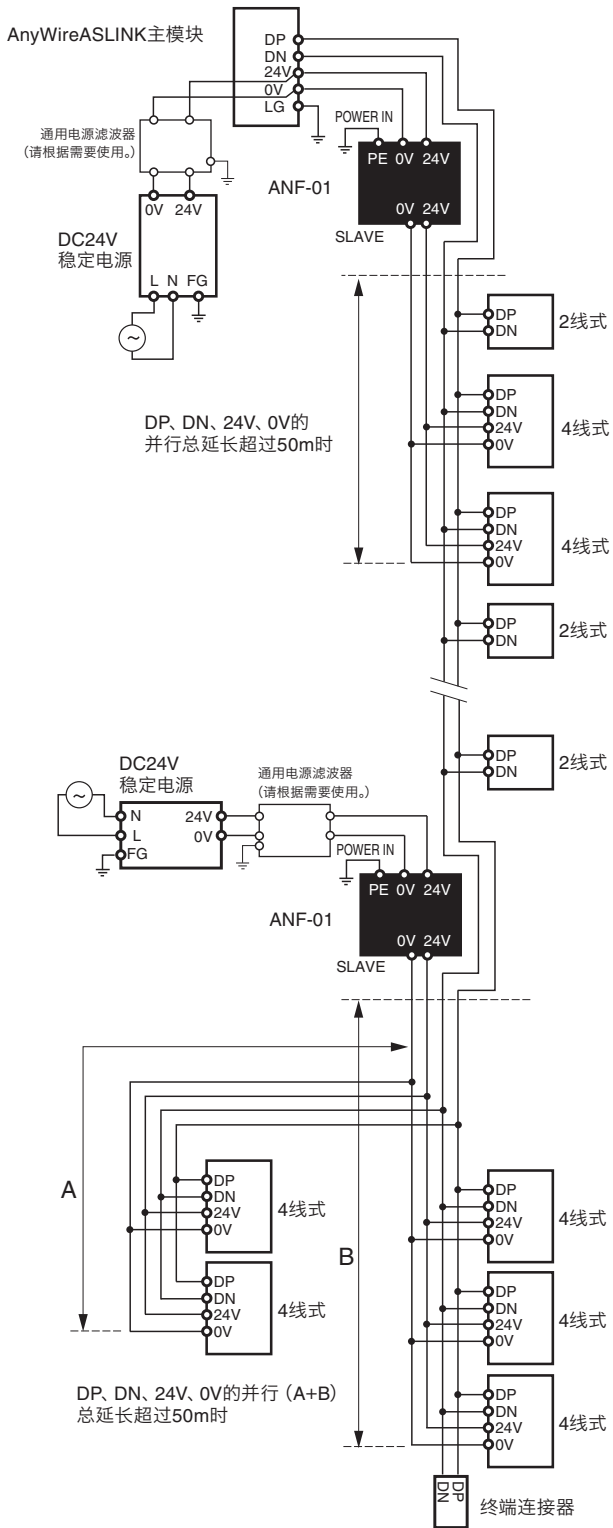 AnyWireASLINK主模块
DP
DN
24V
0V
LG
通用电源滤波器
(请根据需要使用。)
POWER IN
PE 0V 24V
ANF-01
0V 24V
SLAVE
0V 24V
DC24V
稳定电源
L N FG
~
DP
DN
2线式
DP
DN
24V
0V
4线式
DP、DN、24V、0V的
并行总延长超过50m时
DP
DN
24V
0V
4线式
DP
DN
2线式
DP
DN
2线式
DC24V
稳定电源
通用电源滤波器
(请根据需要使用。)
~
N
L
FG
24V
0V
POWER IN
PE 0V 24V
ANF-01
0V 24V
SLAVE
A
B
DP
DN
24V
0V
4线式
DP
DN
24V
0V
4线式
DP
DN
24V
0V
4线式
DP
DN
24V
0V
4线式
DP
DN
24V
0V
4线式
DP、DN、24V、0V的并行（A+B）
总延长超过50m时
DP
DN
终端连接器